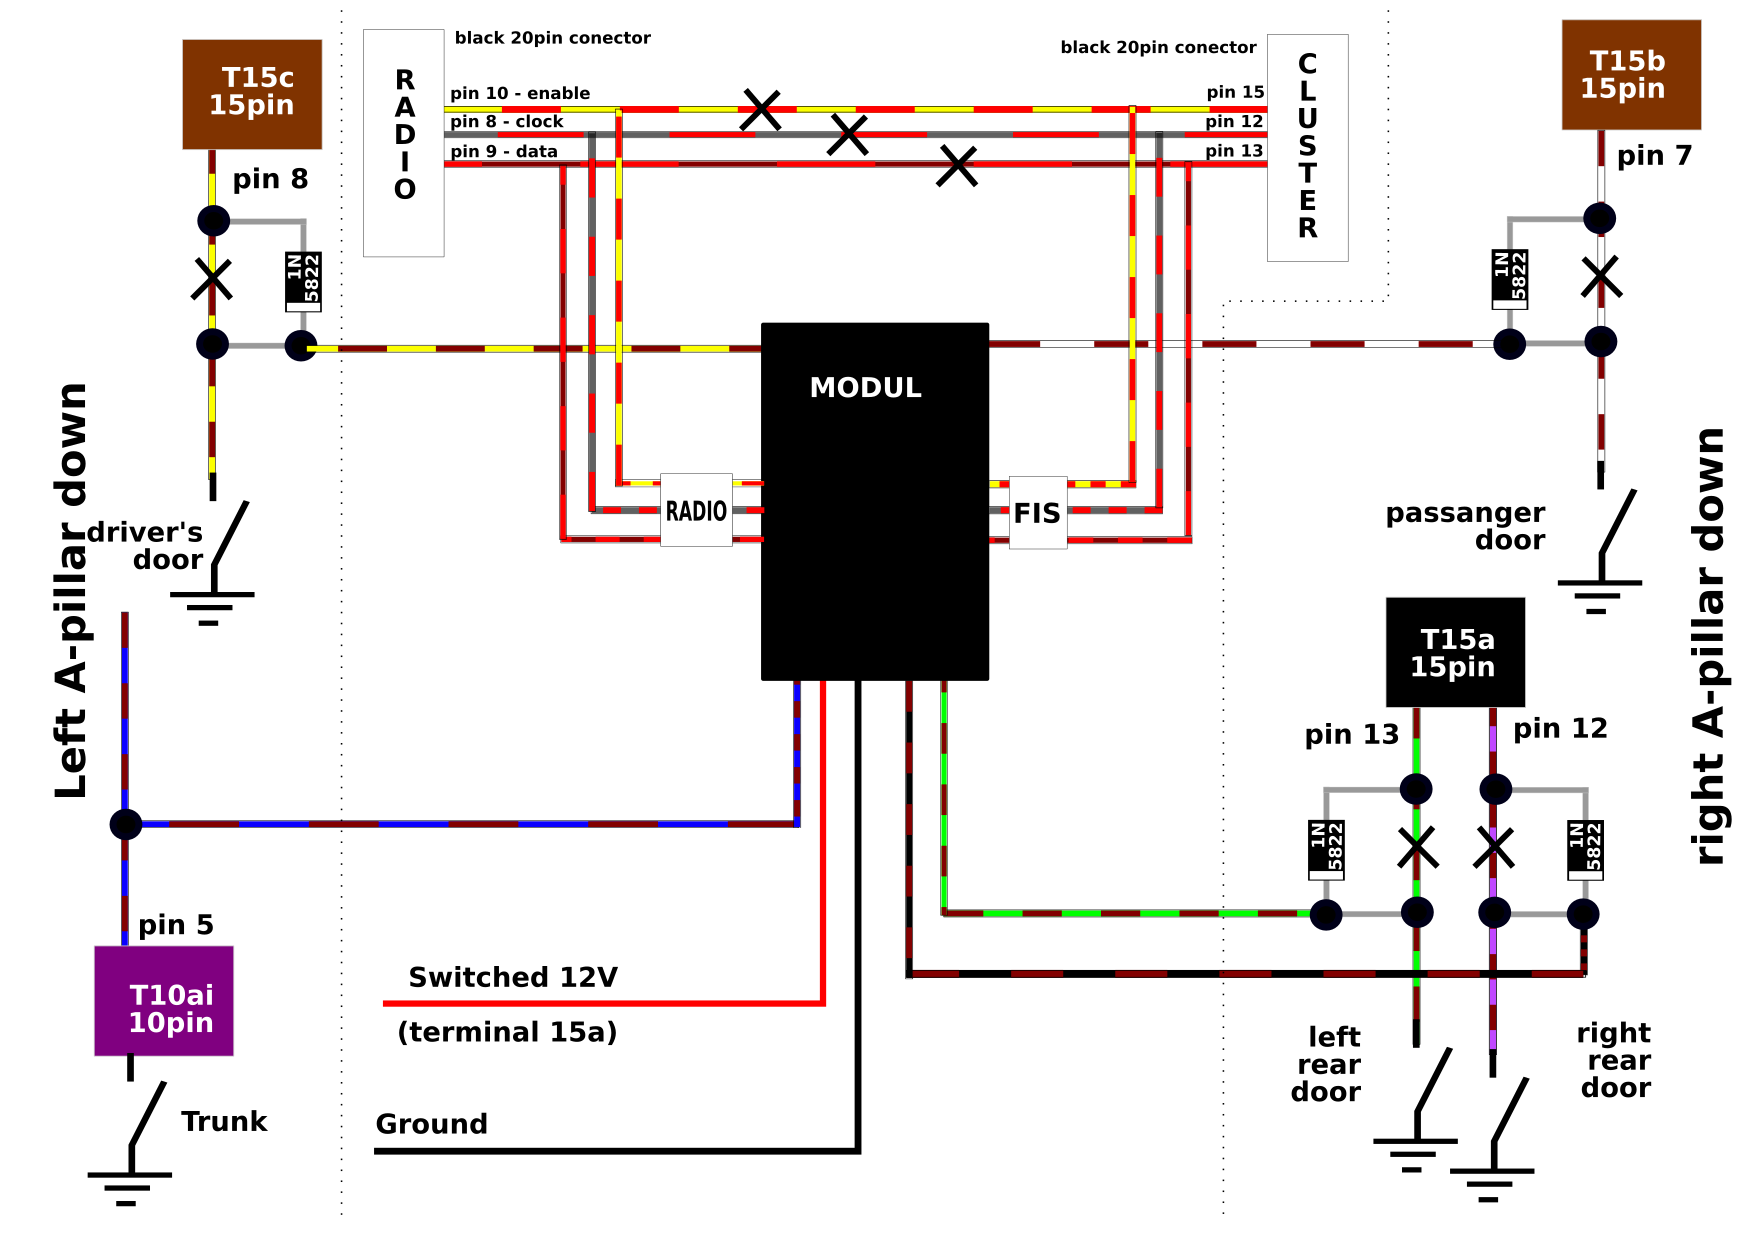 T15c
15pin
pin 8
1N
5822
Left A-pillar down
driver's
door
pin 5
T10ai
10pin
Trunk
RADIO
black 20pin conector
pin 10 - enable
pin 8 - clock
pin 9 - data
black 20pin conector
pin 15
pin 12
pin 13
CLUSTER
MODUL
RADIO
FIS
Switched 12V
(terminal 15a)
Ground
T15b
15pin
pin 7
1N
5822
passanger
door
right A-pillar down
T15a
15pin
pin 13
pin 12
1N
5822
1N
5822
left
rear
door
right
rear
door